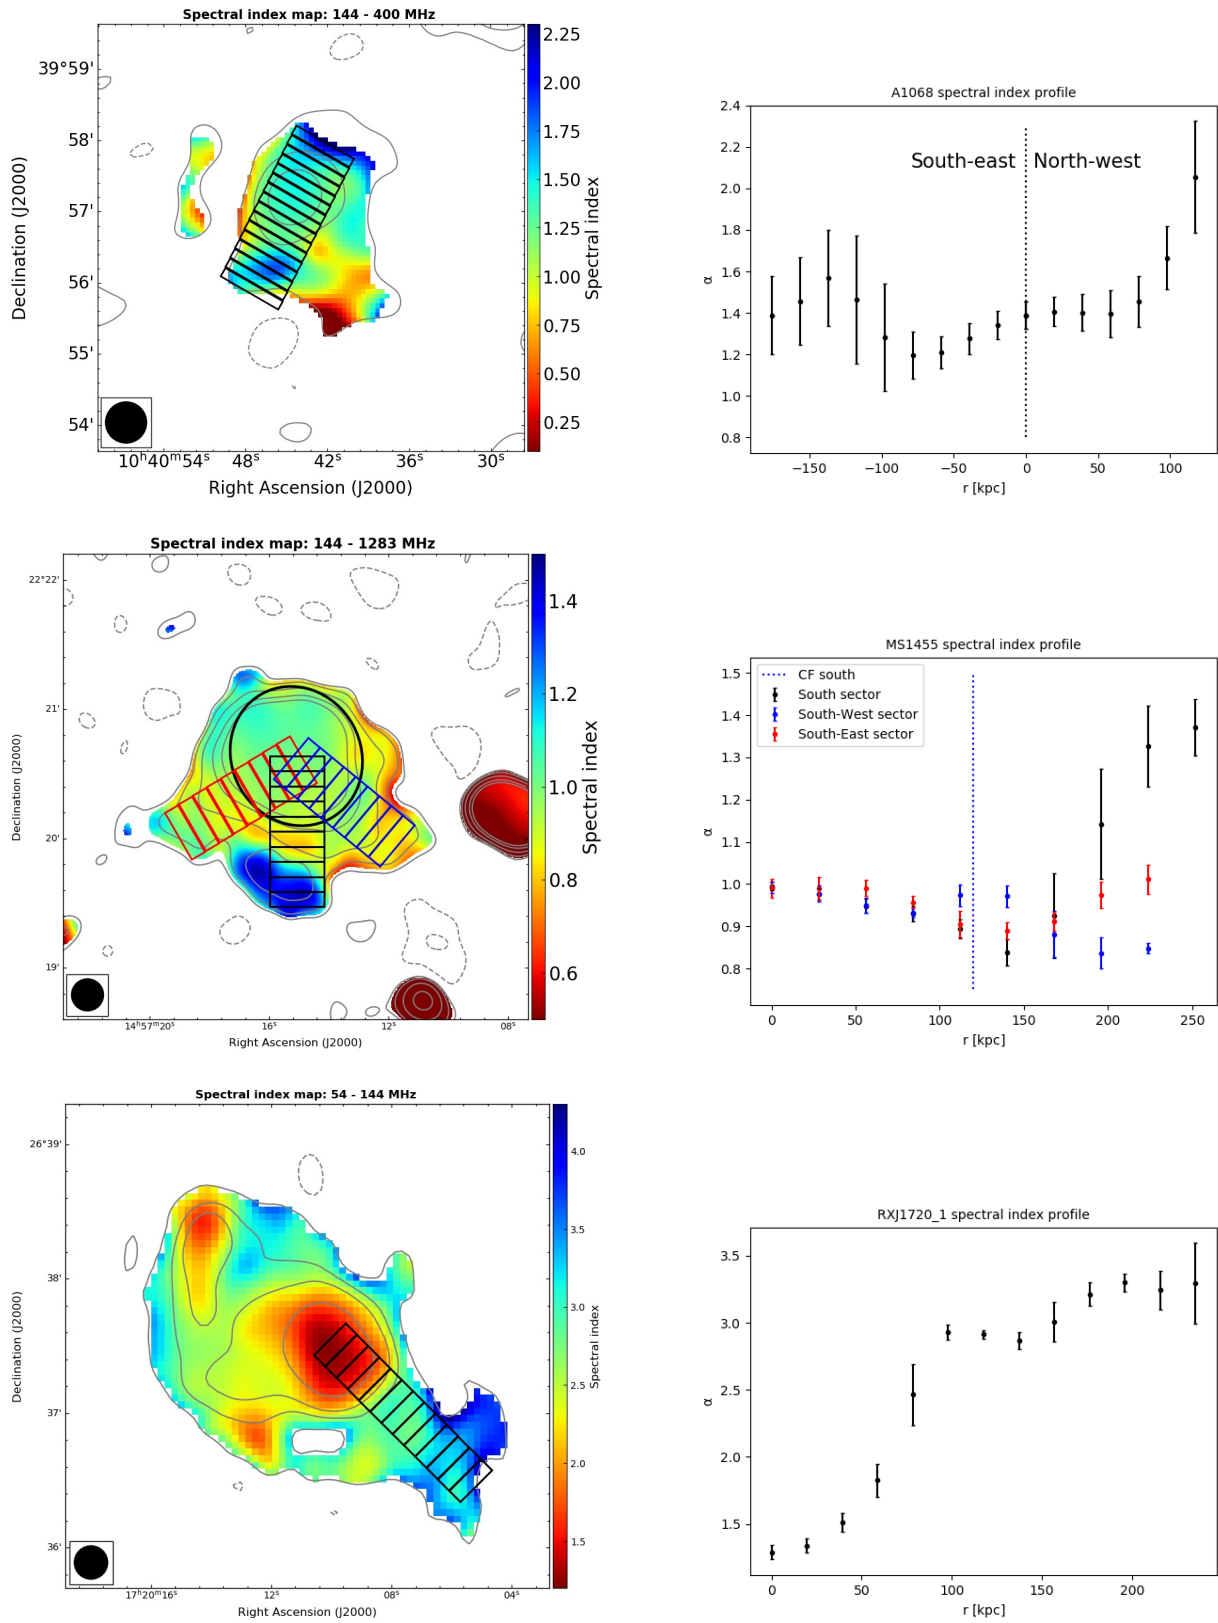 Spectral index map: 144 - 400 MHz
39°59'
58'
57'
56'
55'
54'
Declination (J2000)
10ʰ40ᵐ54ˢ 48ˢ 42ˢ 36ˢ 30ˢ
Right Ascension (J2000)
2.25
2.00
1.75
1.50
1.25
1.00
0.75
0.50
0.25
Spectral index
A1068 spectral index profile
South-east North-west
2.4
2.2
2.0
1.8
1.6
1.4
1.2
1.0
0.8
α
−150 −100 −50 0 50 100
r [kpc]
Spectral index map: 144 - 1283 MHz
22°22'
21'
20'
19'
Declination (J2000)
14ʰ57ᵐ20ˢ 16ˢ 12ˢ 08ˢ
Right Ascension (J2000)
1.4
1.2
1.0
0.8
0.6
Spectral index
MS1455 spectral index profile
CF south
South sector
South-West sector
South-East sector
1.5
1.4
1.3
1.2
1.1
1.0
0.9
0.8
α
0 50 100 150 200 250
r [kpc]
Spectral index map: 54 - 144 MHz
26°39'
38'
37'
36'
Declination (J2000)
17ʰ20ᵐ16ˢ 12ˢ 08ˢ 04ˢ
Right Ascension (J2000)
4.0
3.5
3.0
2.5
2.0
1.5
Spectral index
RXJ1720_1 spectral index profile
3.5
3.0
2.5
2.0
1.5
α
0 50 100 150 200
r [kpc]